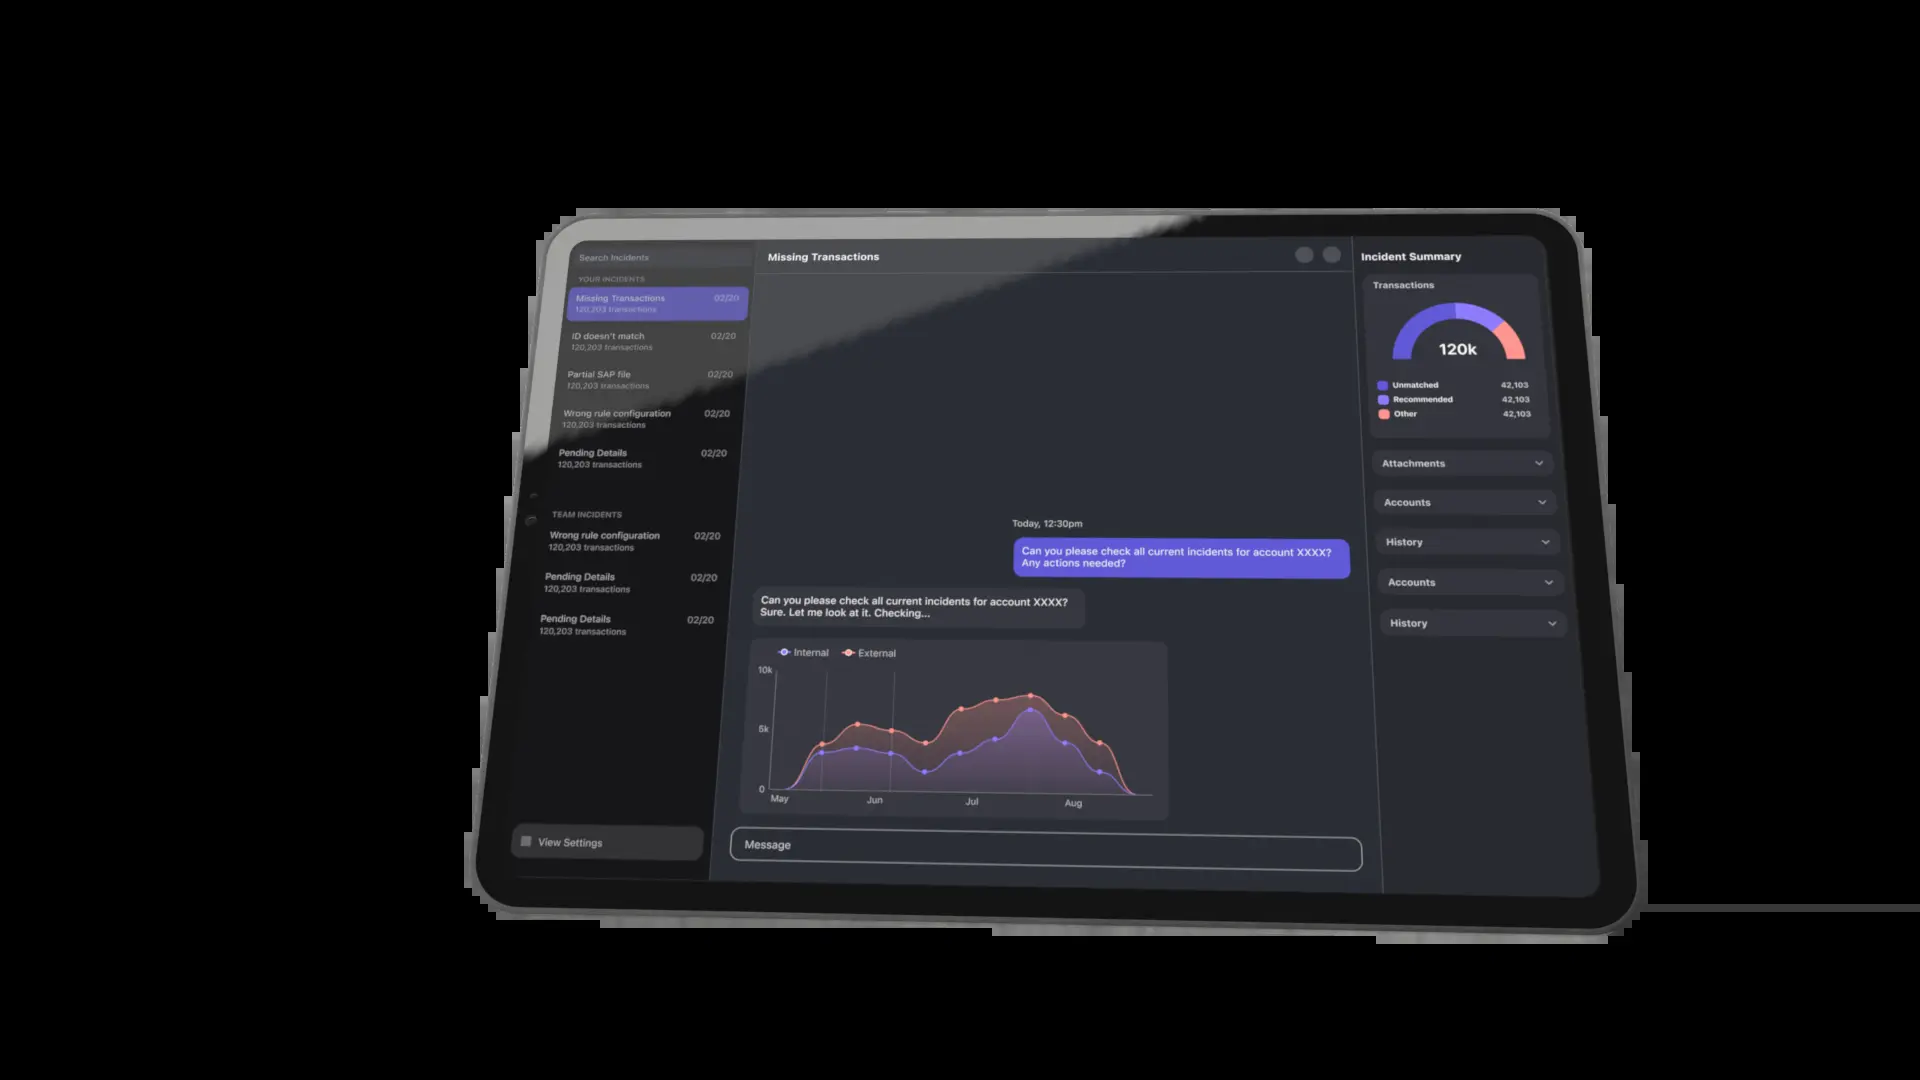 Search Incidents
YOUR INCIDENTS
Missing Transactions 02/20
120,203 transactions
ID doesn't match 02/20
120,203 transactions
Partial SAP file 02/20
120,203 transactions
Wrong rule configuration 02/20
120,203 transactions
Pending Details 02/20
120,203 transactions
TEAM INCIDENTS
Wrong rule configuration 02/20
120,203 transactions
Pending Details 02/20
120,203 transactions
Pending Details 02/20
120,203 transactions
View Settings
Missing Transactions
Today, 12:30pm
Can you please check all current incidents for account XXXX?
Any actions needed?
Can you please check all current incidents for account XXXX?
Sure. Let me look at it. Checking...
Internal External
10k
5k
0
May Jun Jul Aug
Message
Incident Summary
Transactions
120k
Unmatched 42,103
Recommended 42,103
Other 42,103
Attachments
Accounts
History
Accounts
History